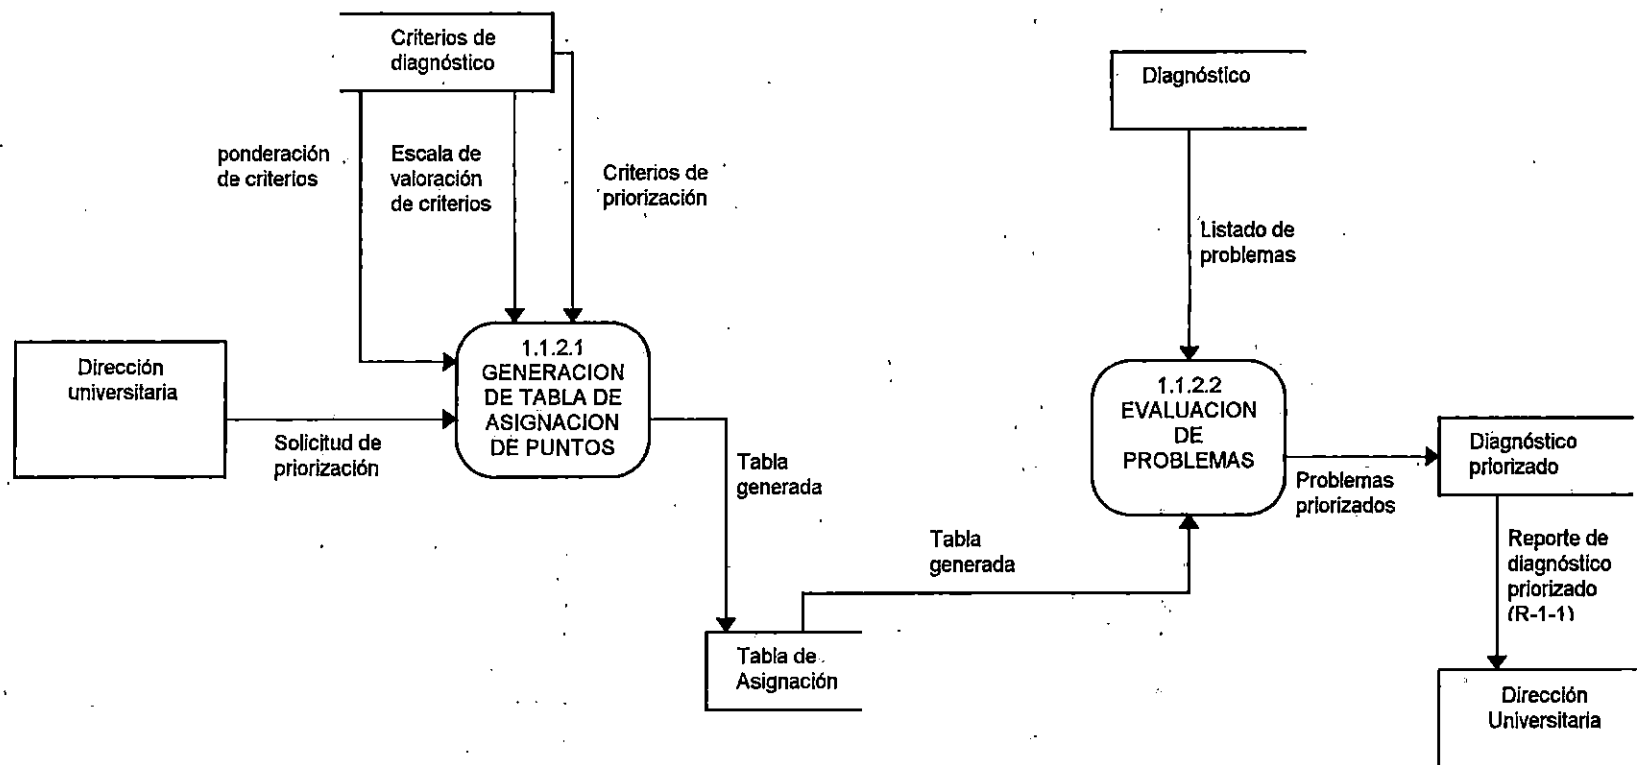 Criterios de
diagnóstico
Diagnóstico
ponderación
de criterios
Escala de
valoración
de criterios
Criterios de
priorización
Listado de
problemas
Dirección
universitaria
Solicitud de
priorización
1.1.2.1
GENERACION
DE TABLA DE
ASIGNACION
DE PUNTOS
Tabla
generada
1.1.2.2
EVALUACION
DE
PROBLEMAS
Problemas
priorizados
Diagnóstico
priorizado
Tabla
generada
Reporte de
diagnóstico
priorizado
(R-1-1)
Tabla de
Asignación
Dirección
Universitaria